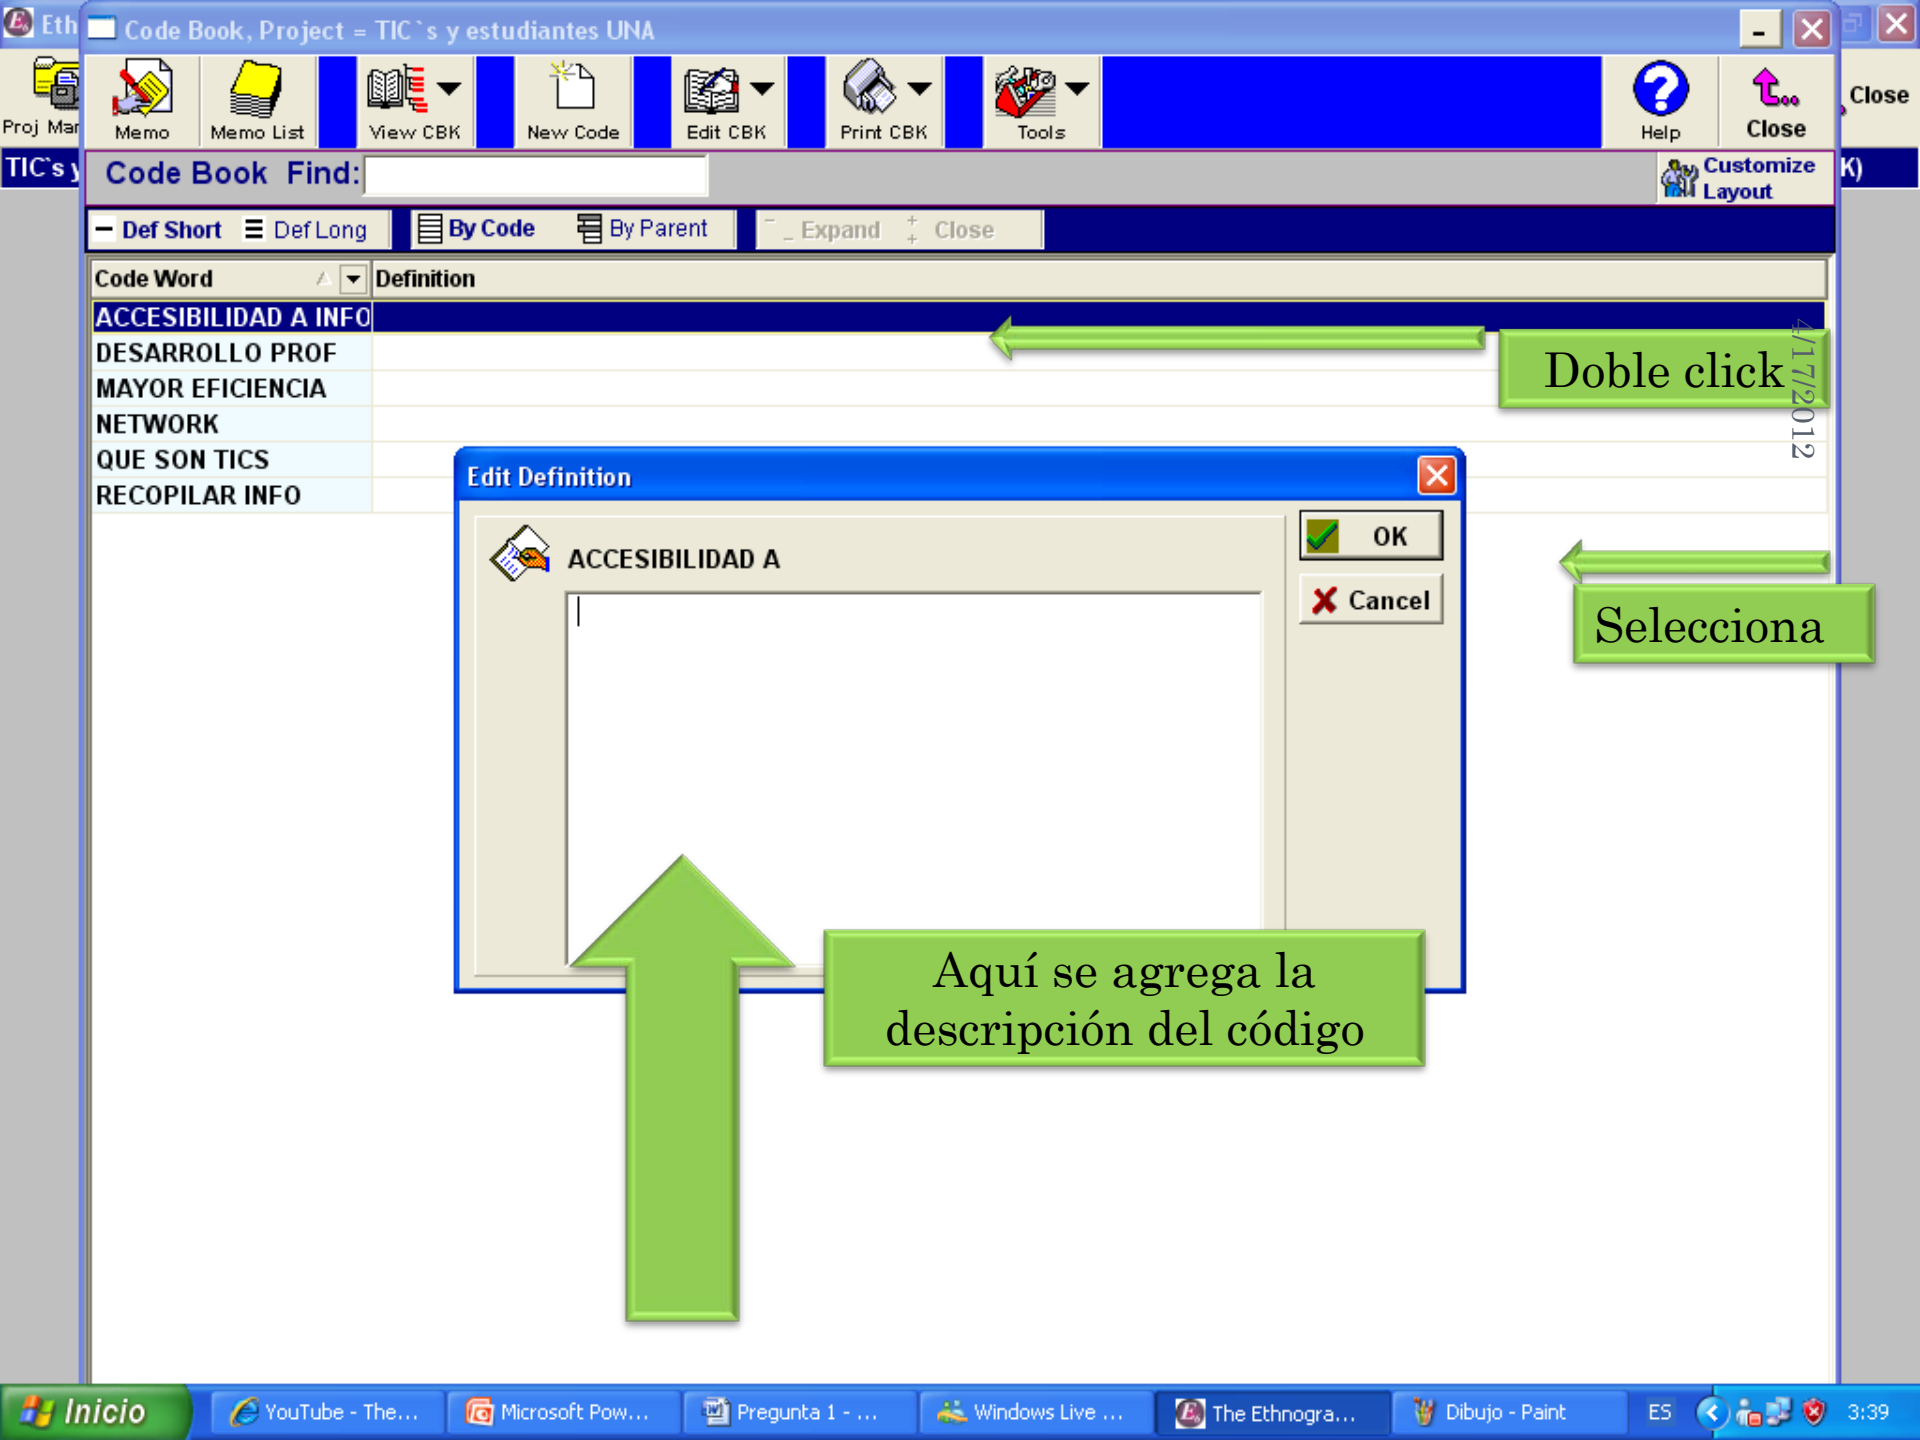 Eth
Code Book, Project = TIC`s y estudiantes UNA
Proj Mar
Memo
Memo List
View CBK
New Code
Edit CBK
Print CBK
Tools
Help
Close
Close
TIC`s y
Code Book Find:
Customize
Layout
K)
Def Short
Def Long
By Code
By Parent
Expand
Close
Code Word
Definition
ACCESIBILIDAD A INFO
DESARROLLO PROF
MAYOR EFICIENCIA
NETWORK
QUE SON TICS
RECOPILAR INFO
Doble click
4/17/2012
Edit Definition
ACCESIBILIDAD A
OK
Cancel
Selecciona
Aquí se agrega la
descripción del código
Inicio
YouTube - The...
Microsoft Pow...
Pregunta 1 - ...
Windows Live ...
The Ethnogra...
Dibujo - Paint
ES
3:39